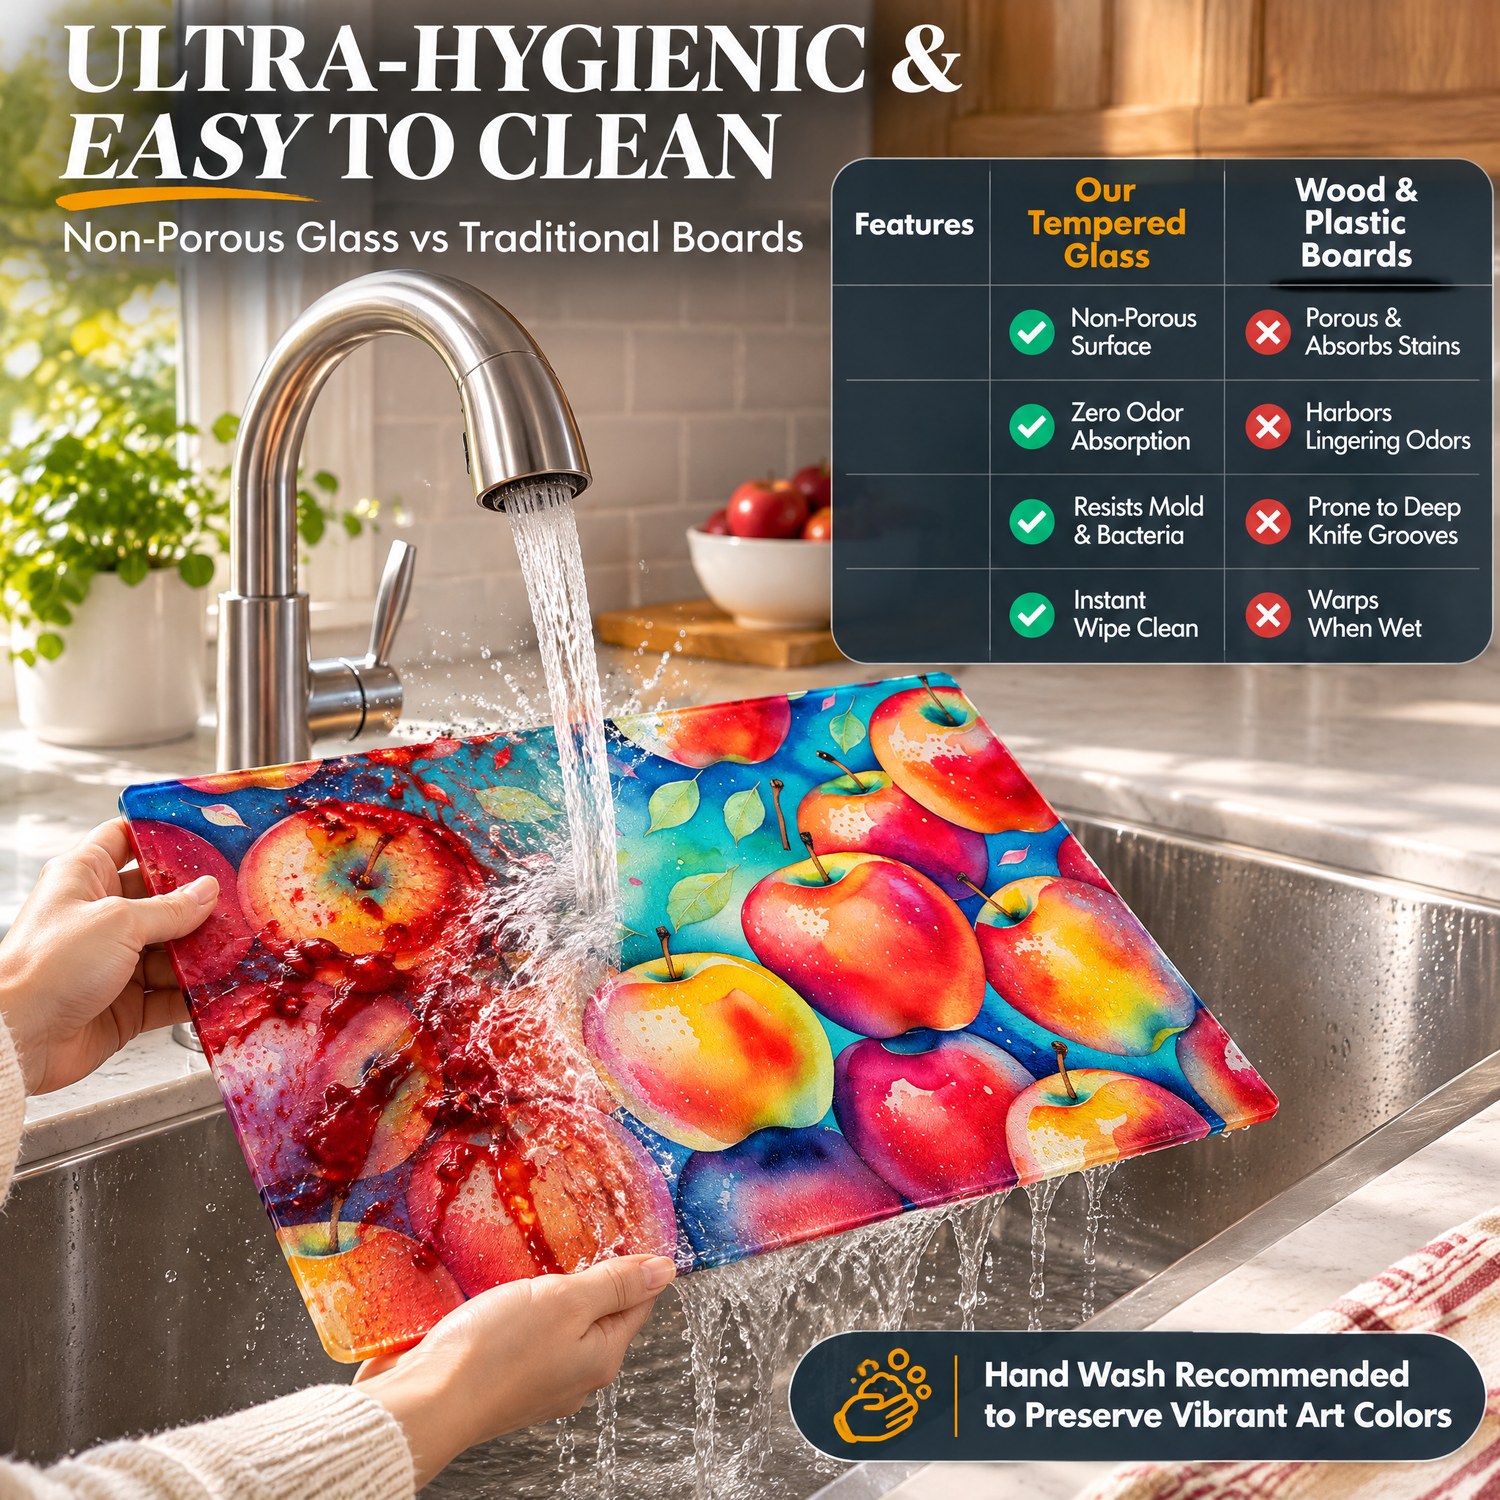 ULTRA-HYGIENIC &
EASY TO CLEAN
Non-Porous Glass vs Traditional Boards
Features
Our
Tempered
Glass
Wood &
Plastic
Boards
Non-Porous
Surface
Porous &
Absorbs Stains
Zero Odor
Absorption
Harbors
Lingering Odors
Resists Mold
& Bacteria
Prone to Deep
Knife Grooves
Instant
Wipe Clean
Warps
When Wet
Hand Wash Recommended
to Preserve Vibrant Art Colors